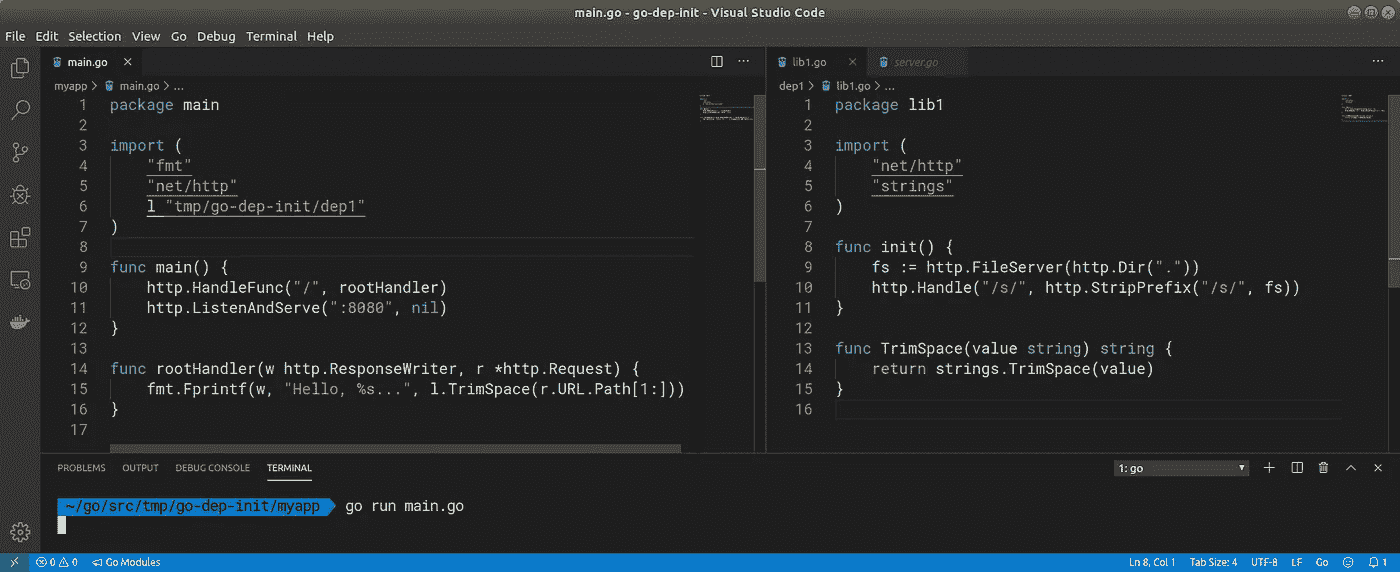 main.go - go-dep-init - Visual Studio Code
File Edit Selection View Go Debug Terminal Help
main.go
myapp > main.go > ...
1 package main
2
3 import (
4 "fmt"
5 "net/http"
6 l "tmp/go-dep-init/dep1"
7 )
8
9 func main() {
10 http.HandleFunc("/", rootHandler)
11 http.ListenAndServe(":8080", nil)
12 }
13
14 func rootHandler(w http.ResponseWriter, r *http.Request) {
15 fmt.Fprintf(w, "Hello, %s...", l.TrimSpace(r.URL.Path[1:]))
16 }
17
lib1.go server.go
dep1 > lib1.go > ...
1 package lib1
2
3 import (
4 "net/http"
5 "strings"
6 )
7
8 func init() {
9 fs := http.FileServer(http.Dir("."))
10 http.Handle("/s/", http.StripPrefix("/s/", fs))
11 }
12
13 func TrimSpace(value string) string {
14 return strings.TrimSpace(value)
15 }
16
PROBLEMS OUTPUT DEBUG CONSOLE TERMINAL 1: go
~/go/src/tmp/go-dep-init/myapp go run main.go
0 0 Go Modules Ln 8, Col 1 Tab Size: 4 UTF-8 LF Go 1